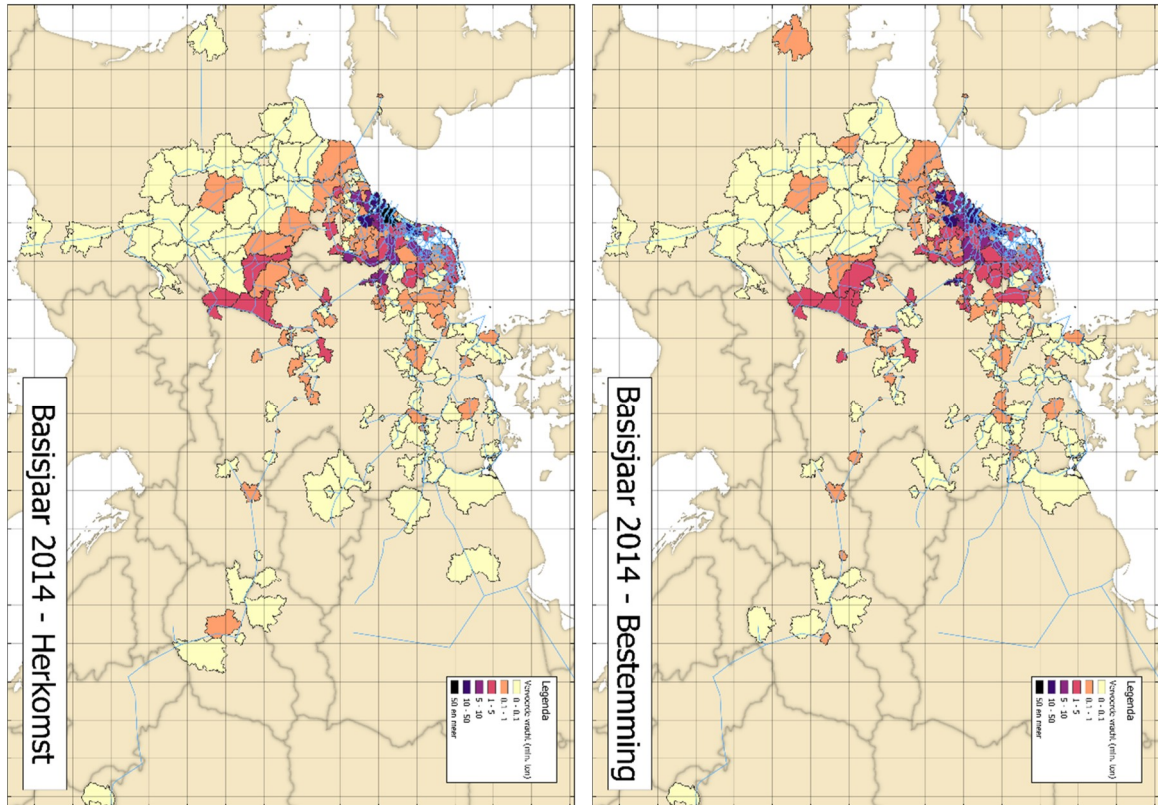 Basisjaar 2014 - Herkomst
Legenda
Vervoerde vracht (mln. ton)
0 - 0.1
0.1 - 1
1 - 5
5 - 10
10 - 50
50 en meer
Basisjaar 2014 - Bestemming
Legenda
Vervoerde vracht (mln. ton)
0 - 0.1
0.1 - 1
1 - 5
5 - 10
10 - 50
50 en meer